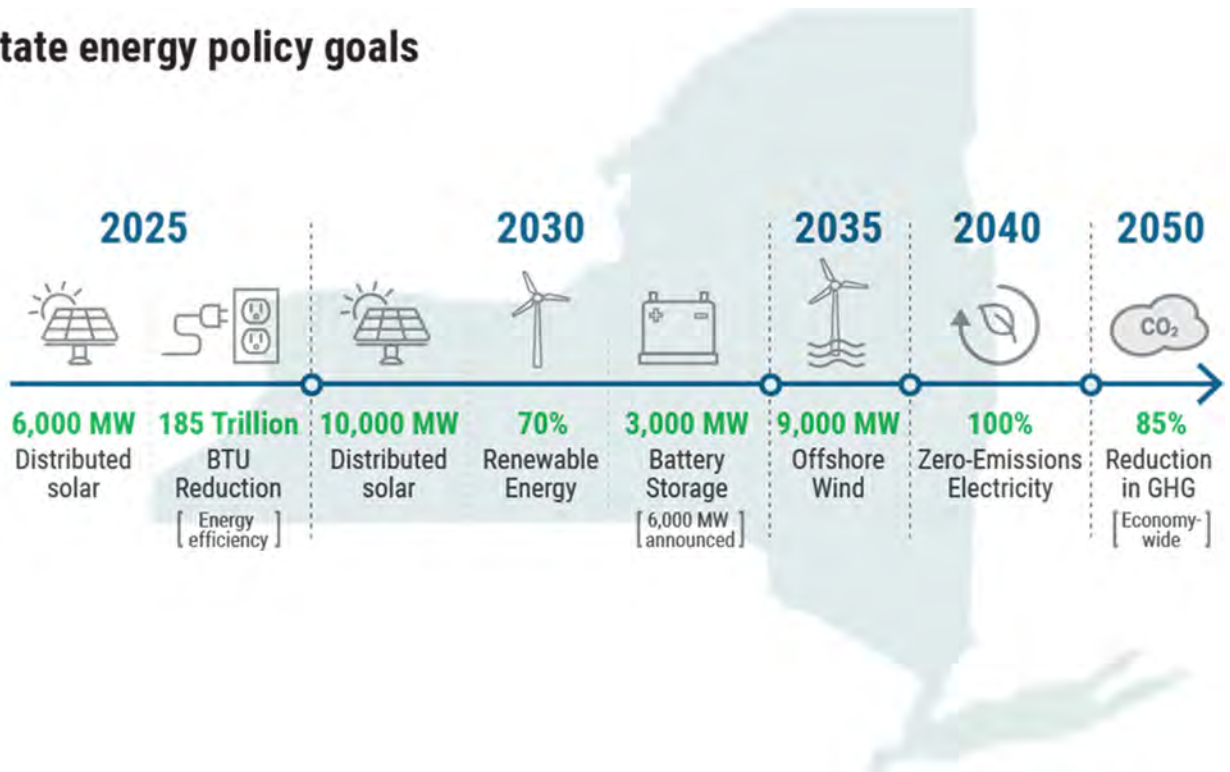 tate energy policy goals
2025
2030
2035
2040
2050
CO₂
6,000 MW
Distributed
solar
185 Trillion
BTU
Reduction
[Energy
efficiency]
10,000 MW
Distributed
solar
70%
Renewable
Energy
3,000 MW
Battery
Storage
[6,000 MW
announced]
9,000 MW
Offshore
Wind
100%
Zero-Emissions
Electricity
85%
Reduction
in GHG
[Economy-
wide]